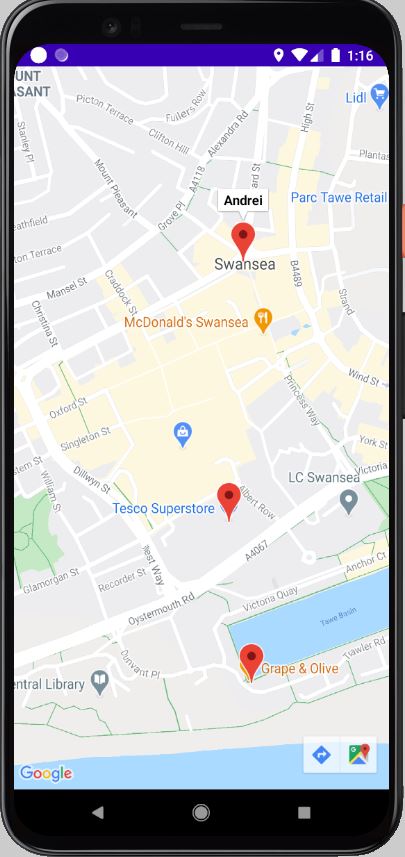 1:16
UNT
ASANT
Lidl
Picton Terrace
Fullers Row
Clifton Hill
Alexandra Rd
High St
Stanley Pl
Plantas
Mount Pleasant
A4118
ard St
Andrei
Parc Tawe Retail
Grove Pl
eathfield
Swansea
on Terrace
B4489
Mansel St
Craddock St
Strand
Christina St
McDonald's Swansea
Wind St
Princess Way
Oxford St
Singleton St
York St
stern St
Dillwyn St
William St
LC Swansea
Victoria
Albert Row
Tesco Superstore
A4067
West Way
Anchor Ct
Glamorgan St
Recorder St
Oystermouth Rd
Victoria Quay
Tawe Basin
Trawler Rd
Dunvant Pl
Grape & Olive
entral Library
Google